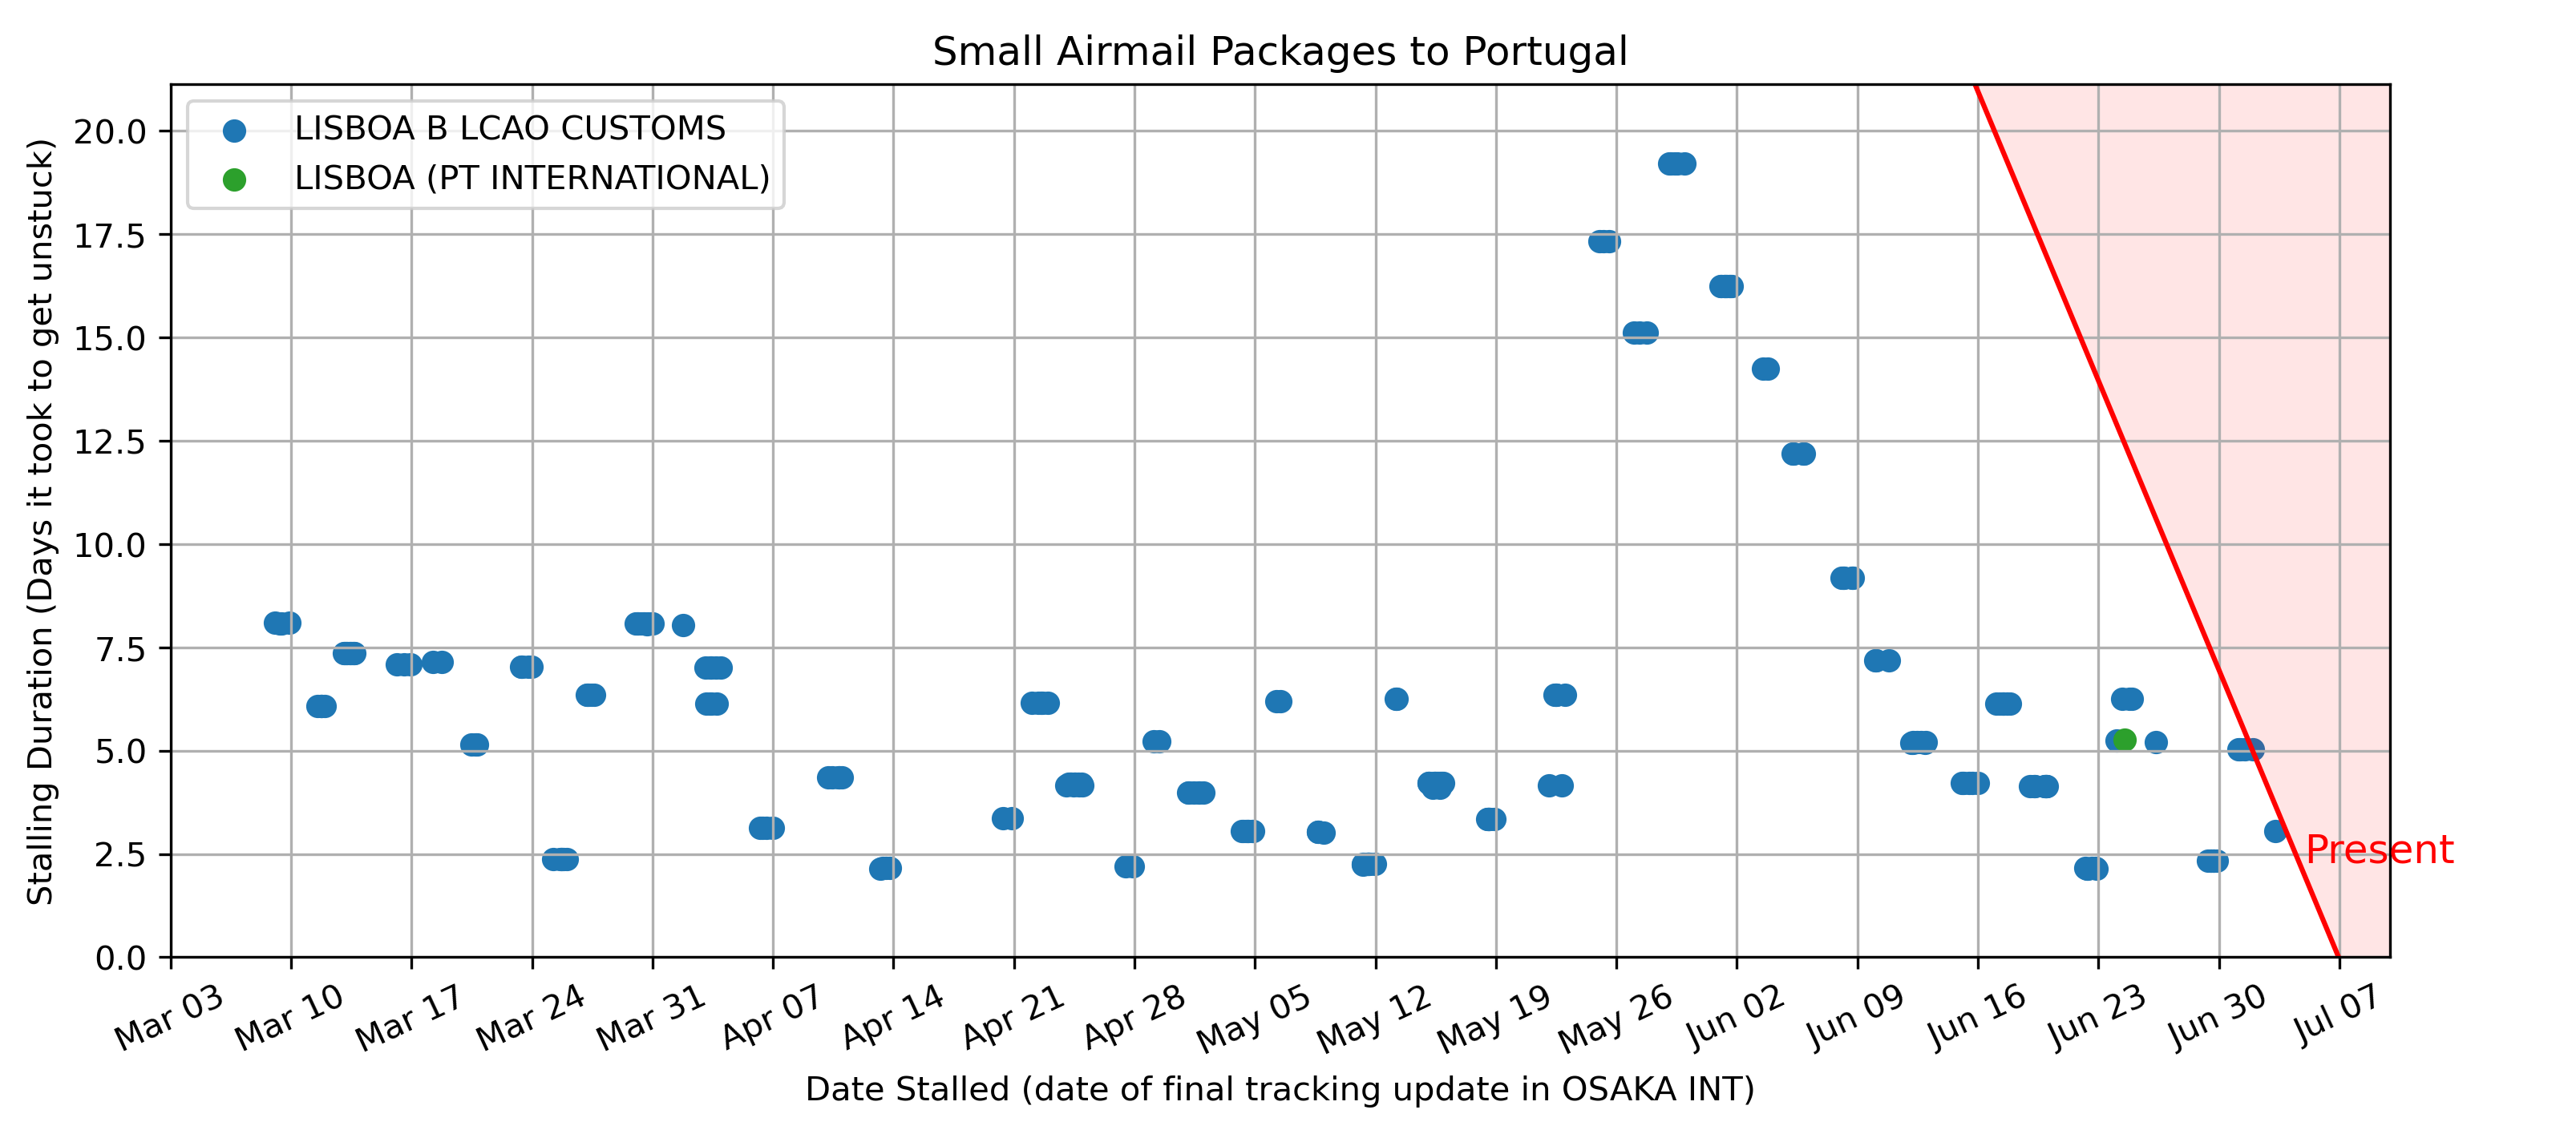 Small Airmail Packages to Portugal
LISBOA B LCAO CUSTOMS
LISBOA (PT INTERNATIONAL)
Stalling Duration (Days it took to get unstuck)
20.0
17.5
15.0
12.5
10.0
7.5
5.0
2.5
0.0
Present
Mar 03
Mar 10
Mar 17
Mar 24
Mar 31
Apr 07
Apr 14
Apr 21
Apr 28
May 05
May 12
May 19
May 26
Jun 02
Jun 09
Jun 16
Jun 23
Jun 30
Jul 07
Date Stalled (date of final tracking update in OSAKA INT)